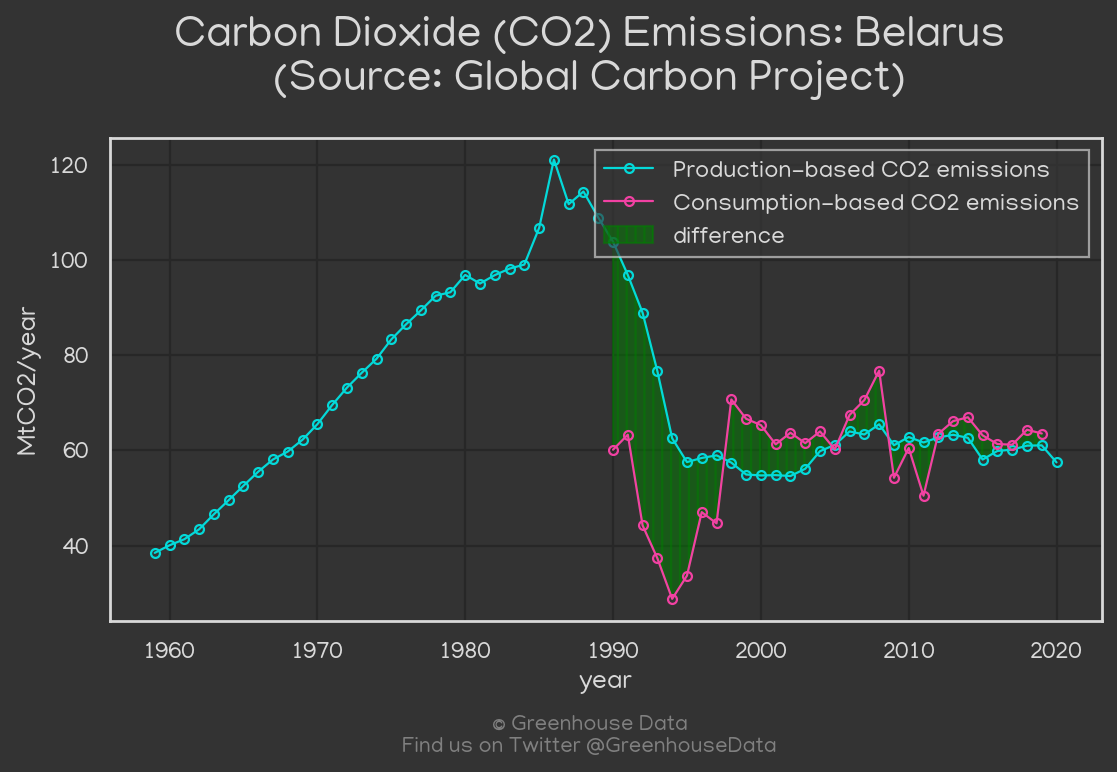 Carbon Dioxide (CO2) Emissions: Belarus
(Source: Global Carbon Project)
Production-based CO2 emissions
Consumption-based CO2 emissions
difference
120
100
80
60
40
MtCO2/year
1960 1970 1980 1990 2000 2010 2020
year
© Greenhouse Data
Find us on Twitter @GreenhouseData